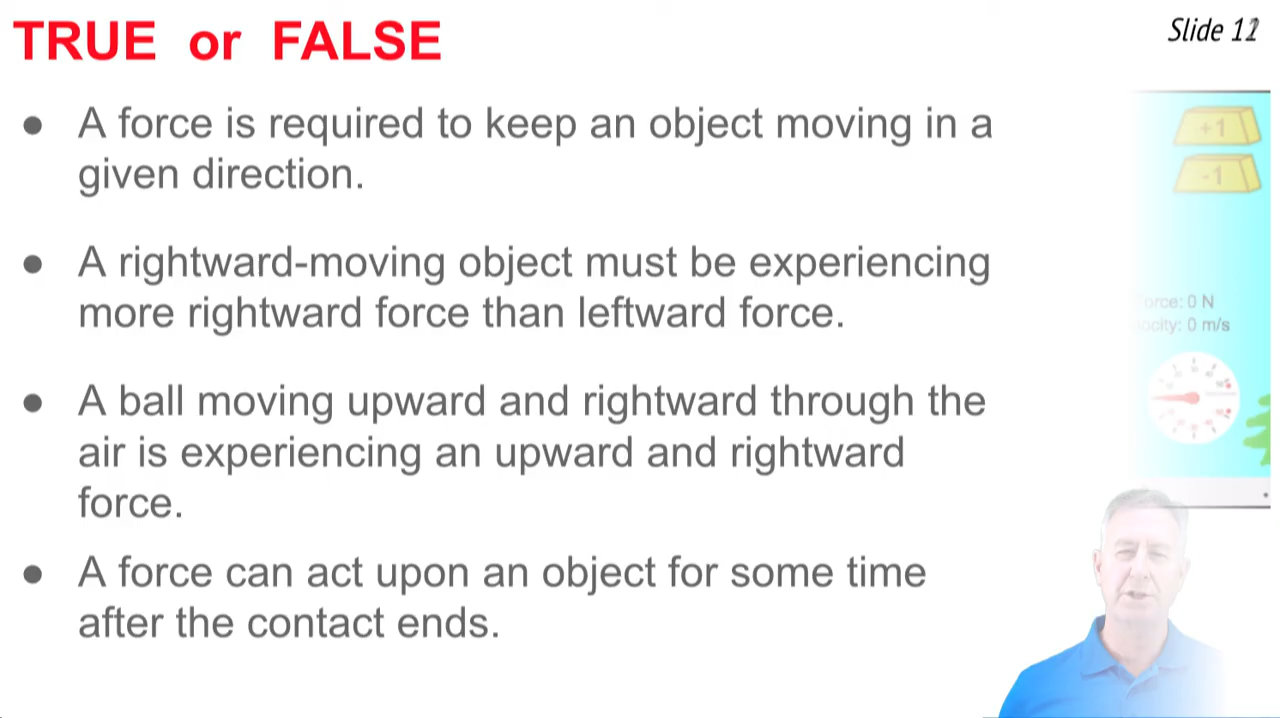 TRUE or FALSE
Slide 12
● A force is required to keep an object moving in a
given direction.
+1
-1
● A rightward-moving object must be experiencing
more rightward force than leftward force.
orce: 0 N
ocity: 0 m/s
● A ball moving upward and rightward through the
air is experiencing an upward and rightward
force.
● A force can act upon an object for some time
after the contact ends.